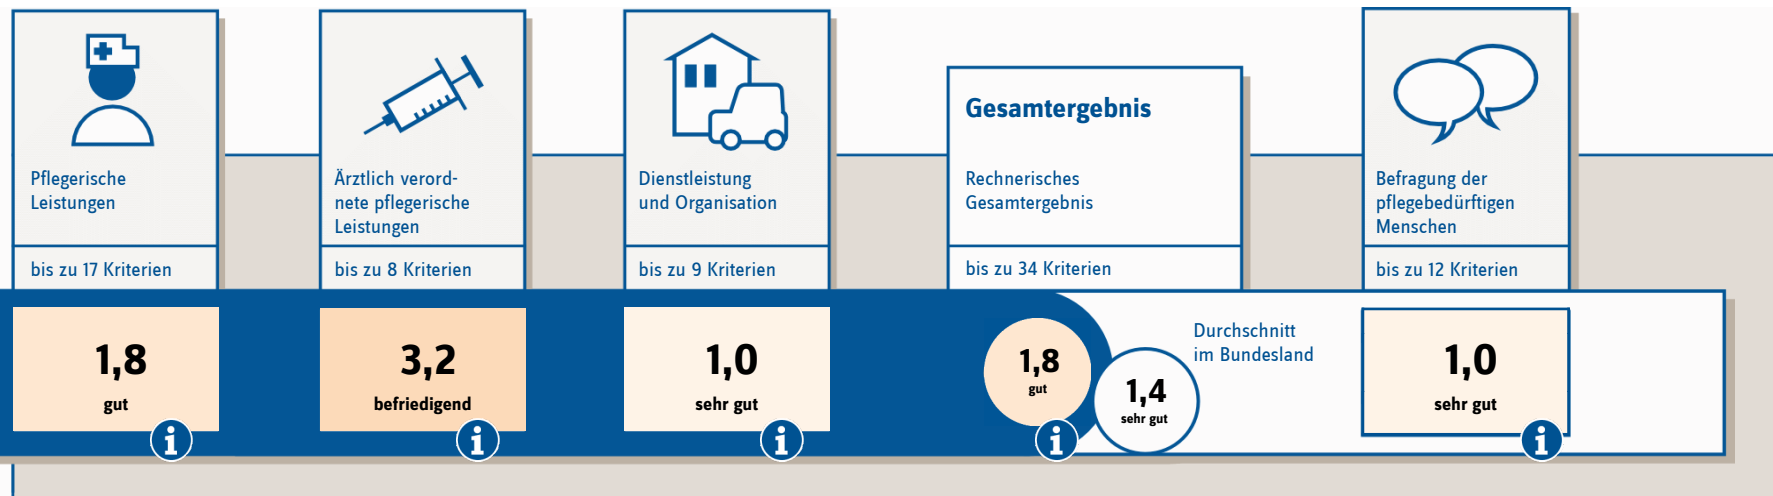 Pflegerische
Leistungen
bis zu 17 Kriterien
1,8
gut
i
Ärztlich verord-
nete pflegerische
Leistungen
bis zu 8 Kriterien
3,2
befriedigend
i
Dienstleistung
und Organisation
bis zu 9 Kriterien
1,0
sehr gut
i
Gesamtergebnis
Rechnerisches
Gesamtergebnis
bis zu 34 Kriterien
1,8
gut
i
1,4
sehr gut
Durchschnitt
im Bundesland
Befragung der
pflegebedürftigen
Menschen
bis zu 12 Kriterien
1,0
sehr gut
i